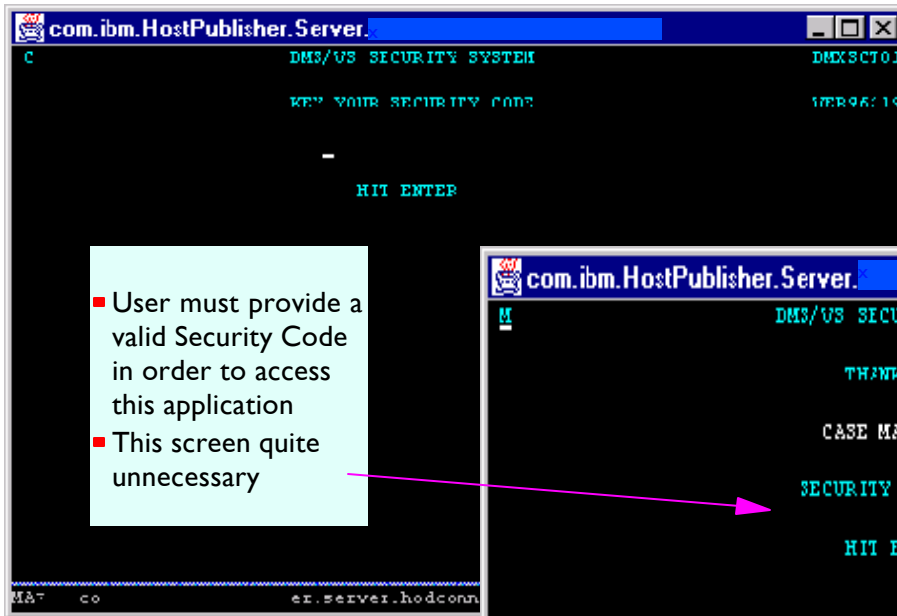 com.ibm.HostPublisher.Server.
C DMS/VS SECURITY SYSTEM
KEY YOUR SECURITY CODE
HIT ENTER
User must provide a
valid Security Code
in order to access
this application
This screen quite
unnecessary
com.ibm.HostPublisher.Server.
M DMS/VS SECU
THANK
CASE MA
SECURITY
HIT E
co er.server.hodconn